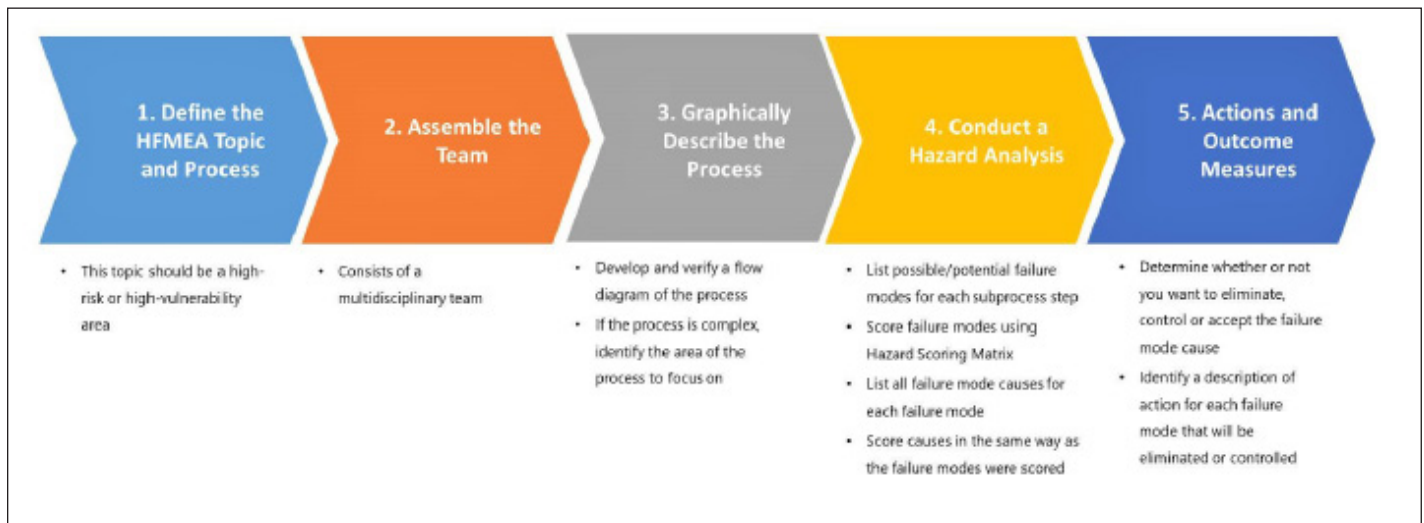 1. Define the
HFMEA Topic
and Process
2. Assemble the
Team
3. Graphically
Describe the
Process
4. Conduct a
Hazard Analysis
5. Actions and
Outcome
Measures
• This topic should be a high-
risk or high-vulnerability
area
• Consists of a
multidisciplinary team
• Develop and verify a flow
diagram of the process
• If the process is complex,
identify the area of the
process to focus on
• List possible/potential failure
modes for each subprocess step
• Score failure modes using
Hazard Scoring Matrix
• List all failure mode causes for
each failure mode
• Score causes in the same way as
the failure modes were scored
• Determine whether or not
you want to eliminate,
control or accept the failure
mode cause
• Identify a description of
action for each failure
mode that will be
eliminated or controlled